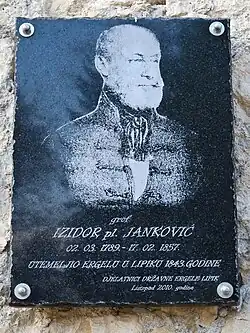 grof
IZIDOR pl. JANKOVIĆ
02. 03. 1789.-17. 02. 1857.
UTEMELJIO ERGELU U LIPIKU 1843.GODINE
DJELATNICI DRŽAVNE ERGELE LIPIK
Listopad 2010. godine